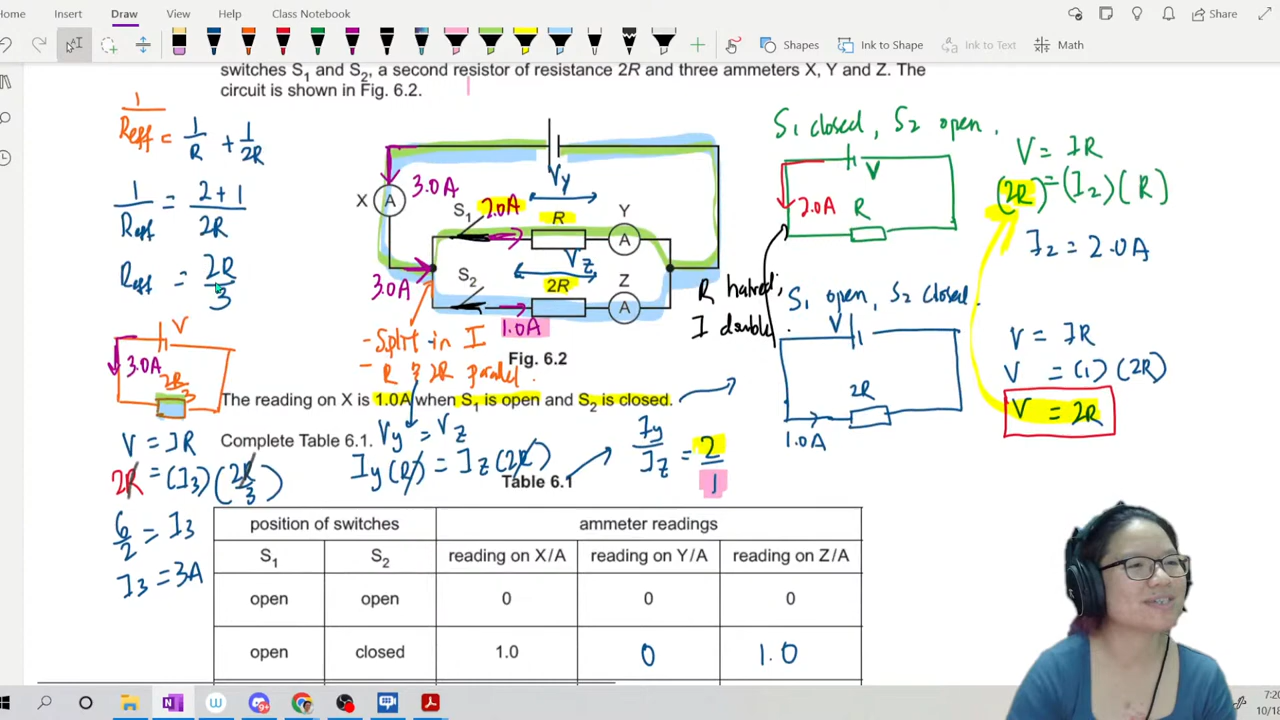 Home Insert Draw View Help Class Notebook
Share
Shapes Ink to Shape Ink to Text Math
switches S1 and S2, a second resistor of resistance 2R and three ammeters X, Y and Z. The
circuit is shown in Fig. 6.2.
1/Reff = 1/R + 1/2R
1/Reff = 2+1/2R
Reff = 2R/3
V
3.0A
2R/3
V = IR
2R = (I3)(2R/3)
6/2 = I3
I3 = 3A
X A 3.0A
Vy
S1 2.0A R Y A
Vz
3.0A
S2 2R Z A
1.0A
-Split in I
- R & 2R parallel.
Fig. 6.2
R halved;
I double.
S1 closed, S2 open.
V
2.0A R
V = IR
(2R) = (I2)(R)
I2 = 2.0A
S1 open, S2 closed.
V
2R
1.0A
V = IR
V = (1)(2R)
V = 2R
The reading on X is 1.0A when S1 is open and S2 is closed.
Complete Table 6.1.
Vy = Vz
Iy(R) = Iz(2R)
Iy/Iz = 2/1
Table 6.1
position of switches ammeter readings
S1 S2 reading on X/A reading on Y/A reading on Z/A
open open 0 0 0
open closed 1.0 0 1.0
7:20
10/18